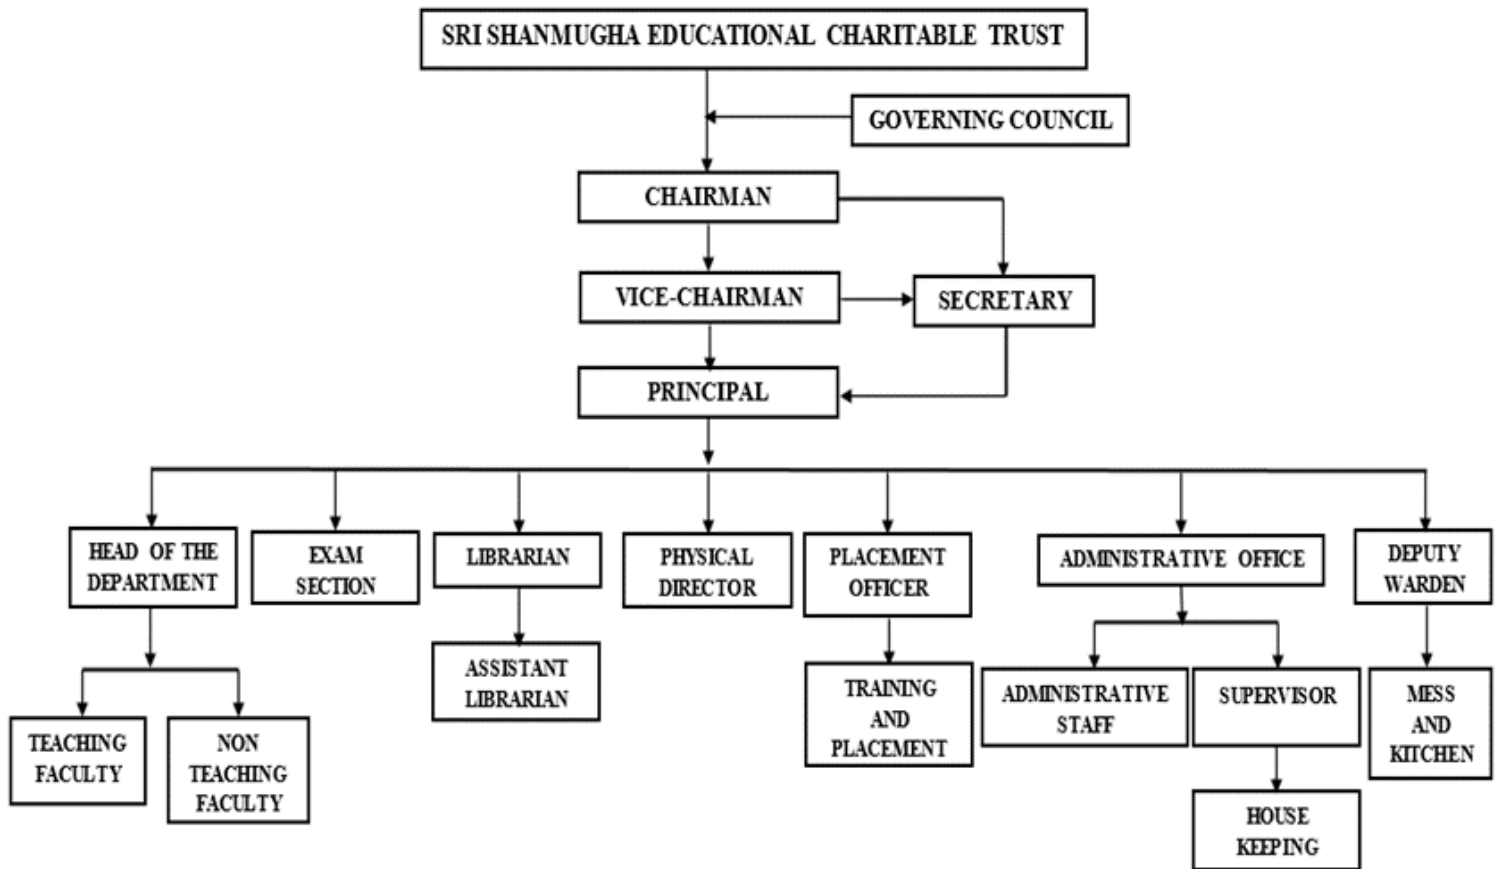 SRI SHANMUGHA EDUCATIONAL CHARITABLE TRUST
GOVERNING COUNCIL
CHAIRMAN
VICE-CHAIRMAN
SECRETARY
PRINCIPAL
HEAD OF THE
DEPARTMENT
EXAM
SECTION
LIBRARIAN
PHYSICAL
DIRECTOR
PLACEMENT
OFFICER
ADMINISTRATIVE OFFICE
DEPUTY
WARDEN
TEACHING
FACULTY
NON
TEACHING
FACULTY
ASSISTANT
LIBRARIAN
TRAINING
AND
PLACEMENT
ADMINISTRATIVE
STAFF
SUPERVISOR
MESS
AND
KITCHEN
HOUSE
KEEPING